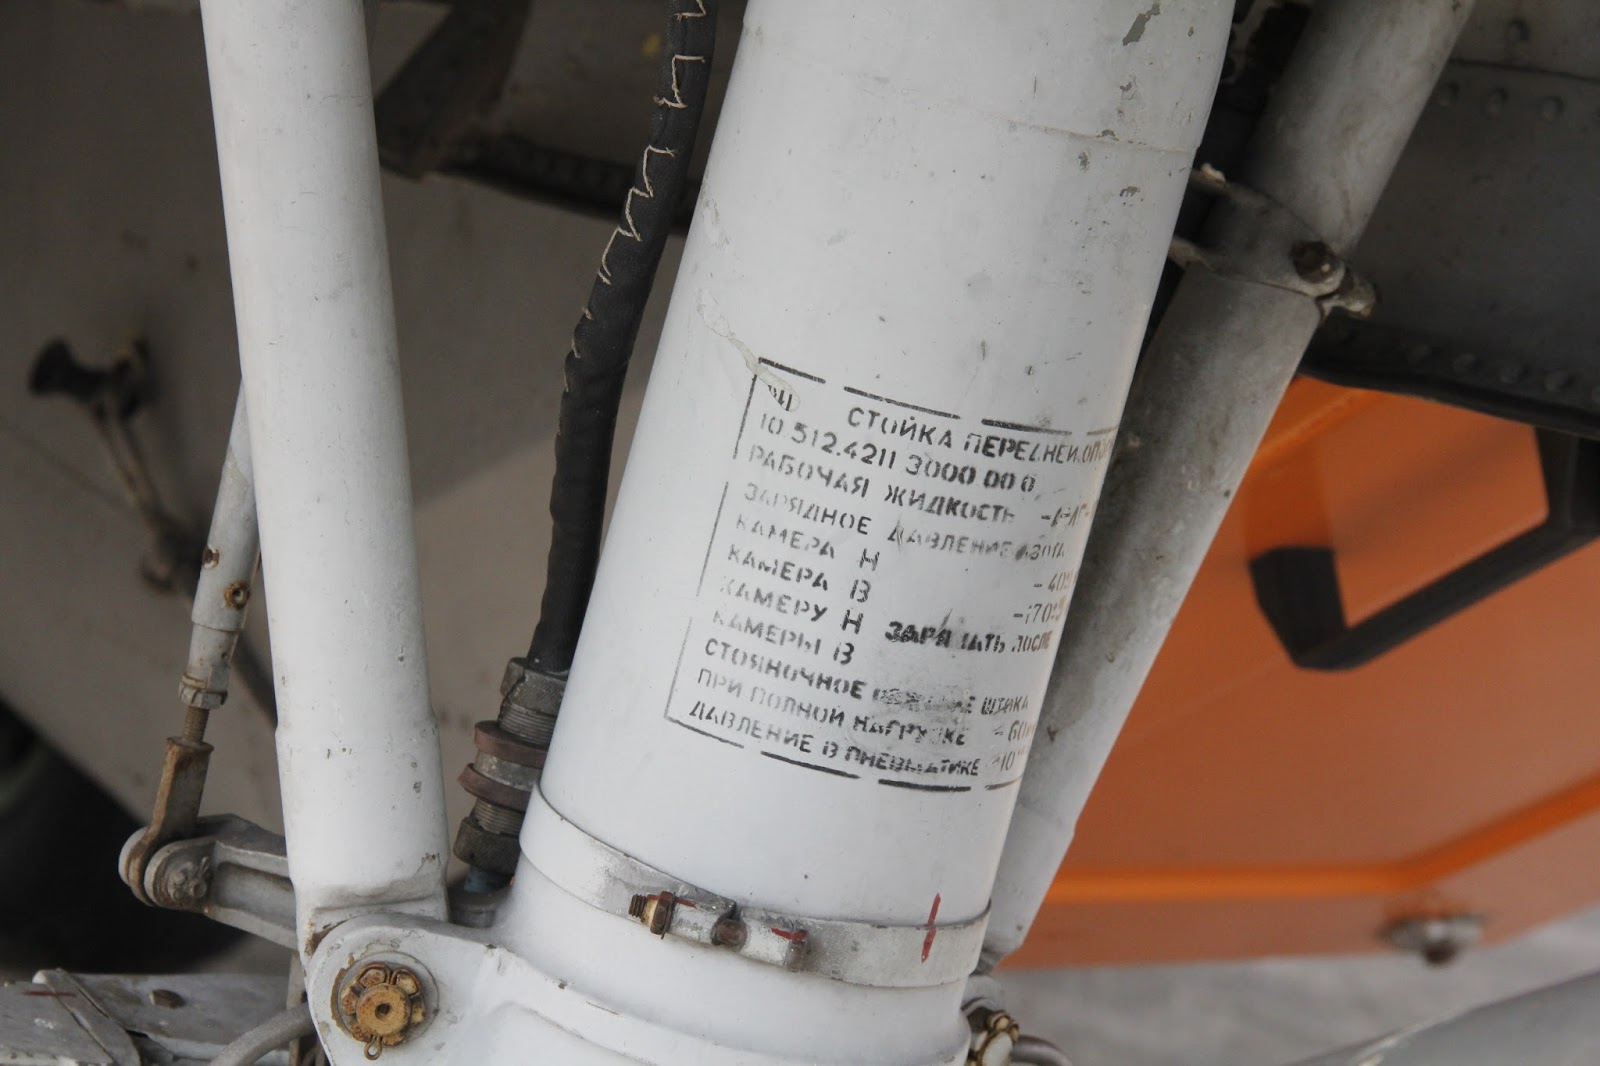 СТОЙКА ПЕРЕДНЕЙ
10.512.4211 3000 00 0
РАБОЧАЯ ЖИДКОСТЬ
ЗАРЯДНОЕ ДАВЛЕНИЕ АЗОТА
КАМЕРА Н
КАМЕРА В
КАМЕРУ Н ЗАРЯЖАТЬ ПОСЛЕ
КАМЕРЫ В
СТОЯНОЧНОЕ ОБЖАТИЕ ШТОКА
ПРИ ПОЛНОЙ НАГРУЗКЕ
ДАВЛЕНИЕ В ПНЕВМАТИКЕ